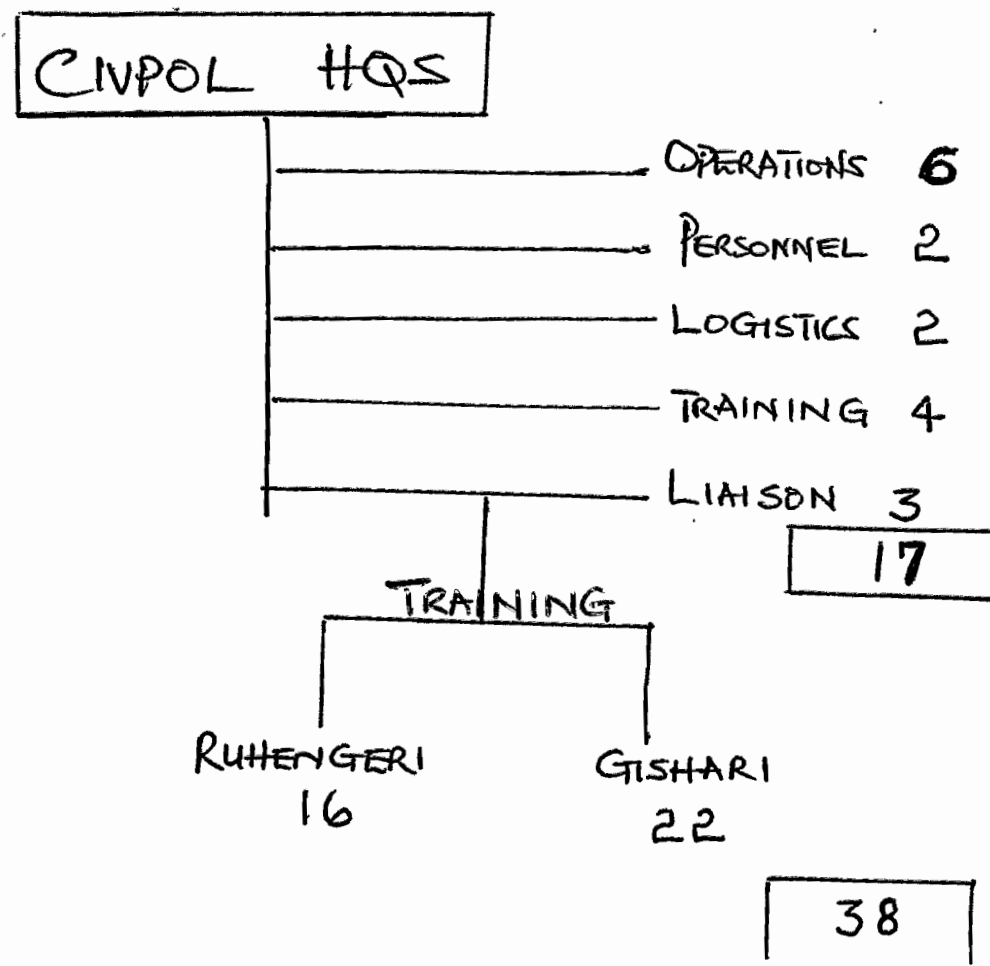 CIVPOL HQS
OPERATIONS 6
PERSONNEL 2
LOGISTICS 2
TRAINING 4
LIAISON 3
17
TRAINING
RUHENGERI GISHARI
16 22
38